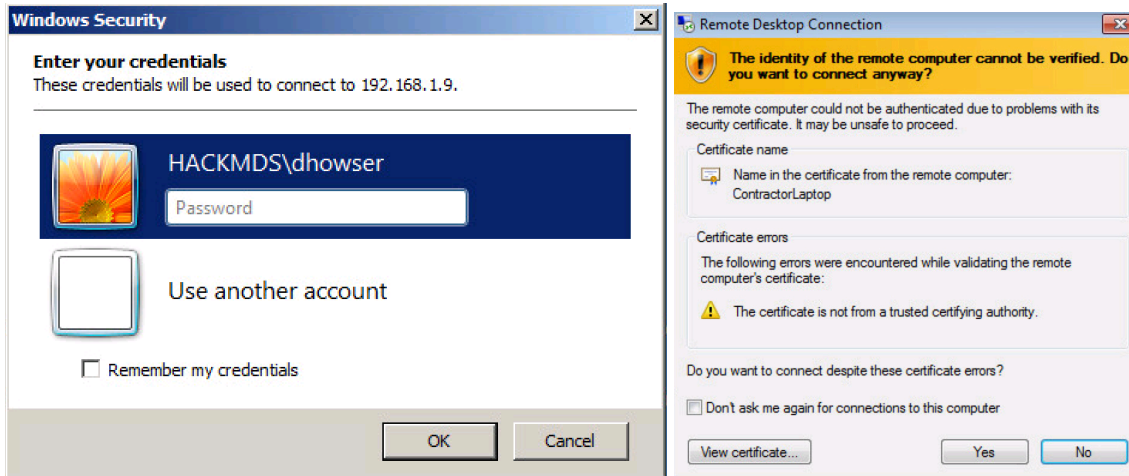 Windows Security
Enter your credentials
These credentials will be used to connect to 192.168.1.9.
HACKMDS\dhowser
Password
Use another account
Remember my credentials
OK
Cancel
Remote Desktop Connection
The identity of the remote computer cannot be verified. Do
you want to connect anyway?
The remote computer could not be authenticated due to problems with its
security certificate. It may be unsafe to proceed.
Certificate name
Name in the certificate from the remote computer:
ContractorLaptop
Certificate errors
The following errors were encountered while validating the remote
computer's certificate:
The certificate is not from a trusted certifying authority.
Do you want to connect despite these certificate errors?
Don't ask me again for connections to this computer
View certificate...
Yes
No